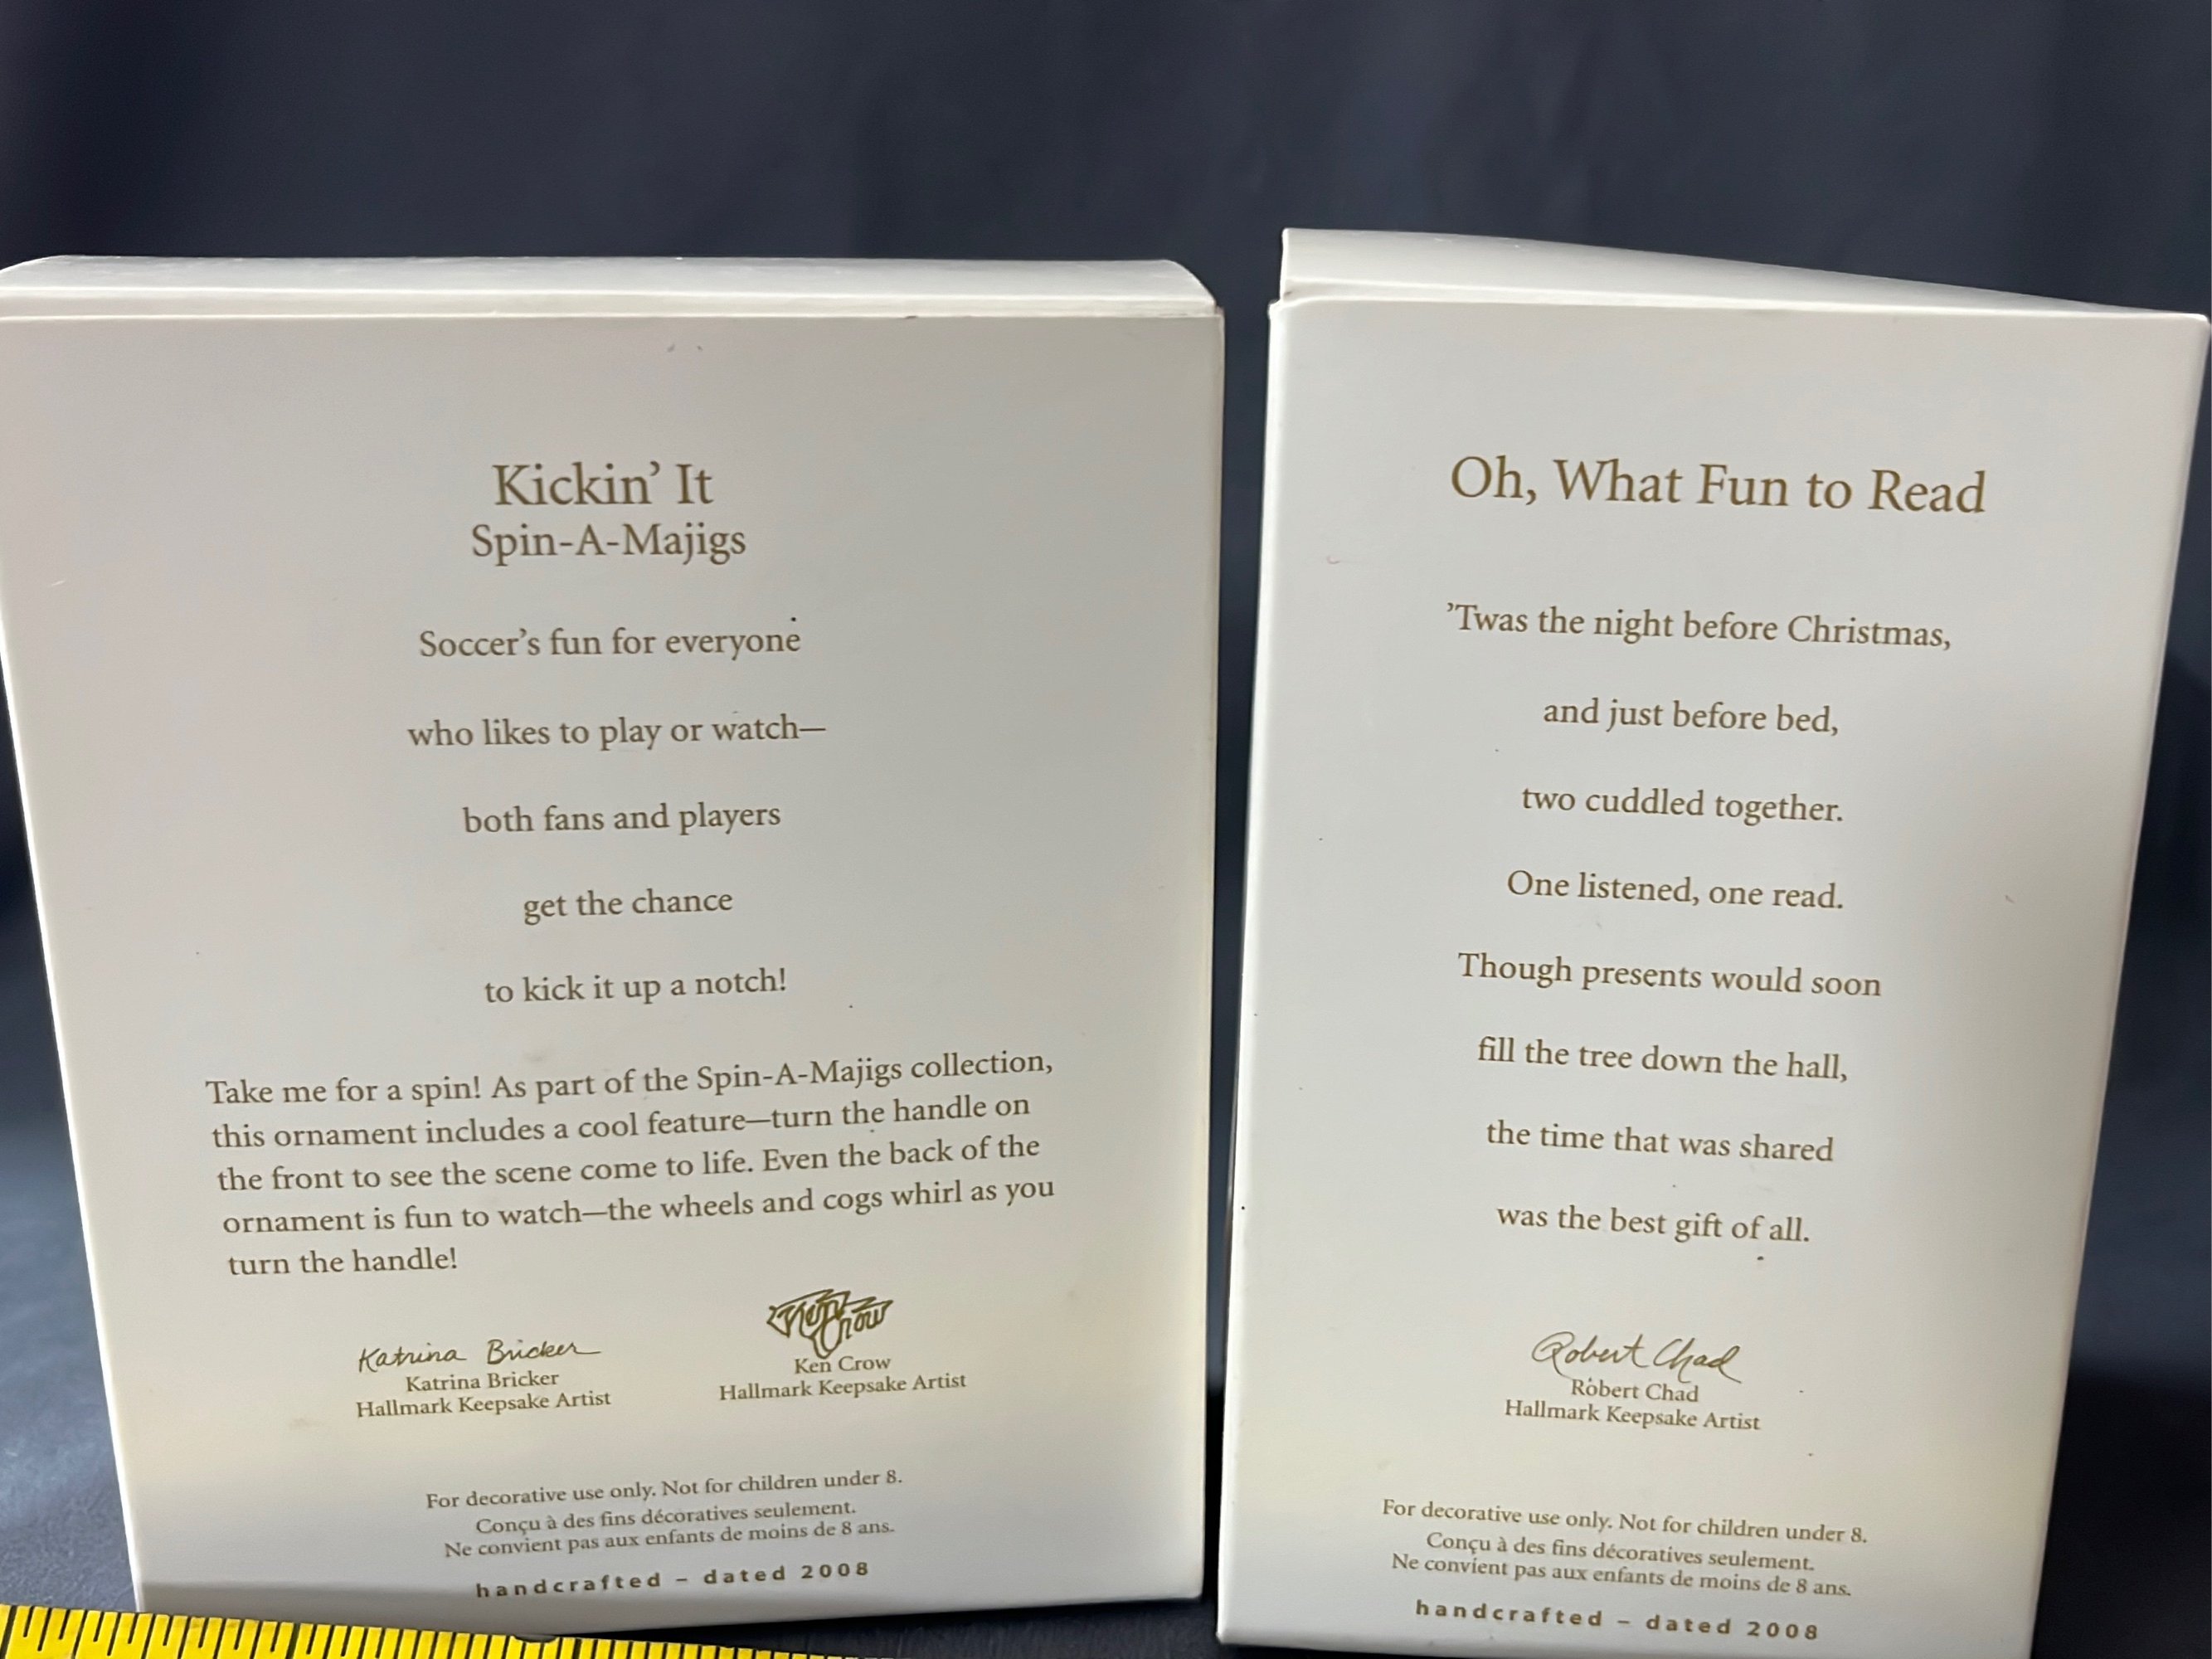 Kickin' It
Spin-A-Majigs
Soccer's fun for everyone
who likes to play or watch—
both fans and players
get the chance
to kick it up a notch!
Take me for a spin! As part of the Spin-A-Majigs collection,
this ornament includes a cool feature—turn the handle on
the front to see the scene come to life. Even the back of the
ornament is fun to watch—the wheels and cogs whirl as you
turn the handle!
Katrina Bricker
Katrina Bricker
Hallmark Keepsake Artist
Ken Crow
Ken Crow
Hallmark Keepsake Artist
For decorative use only. Not for children under 8.
Conçu à des fins décoratives seulement.
Ne convient pas aux enfants de moins de 8 ans.
handcrafted – dated 2008
Oh, What Fun to Read
'Twas the night before Christmas,
and just before bed,
two cuddled together.
One listened, one read.
Though presents would soon
fill the tree down the hall,
the time that was shared
was the best gift of all.
Robert Chad
Robert Chad
Hallmark Keepsake Artist
For decorative use only. Not for children under 8.
Conçu à des fins décoratives seulement.
Ne convient pas aux enfants de moins de 8 ans.
handcrafted – dated 2008